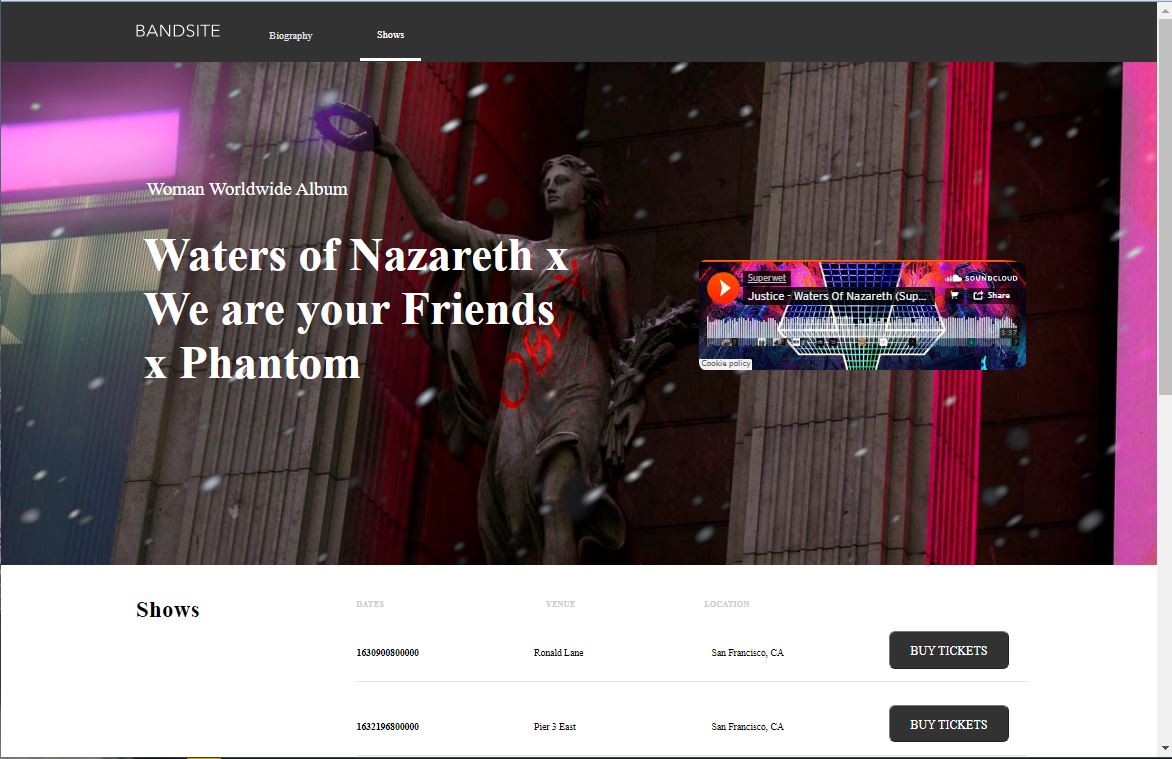 BANDSITE
Biography
Shows
Woman Worldwide Album
Waters of Nazareth x
We are your Friends
x Phantom
Superwet
SOUNDCLOUD
Justice - Waters Of Nazareth (Sup...
Share
3:37
Cookie policy
Shows
DATES VENUE LOCATION
1630900800000 Ronald Lane San Francisco, CA BUY TICKETS
1632196800000 Pier 3 East San Francisco, CA BUY TICKETS